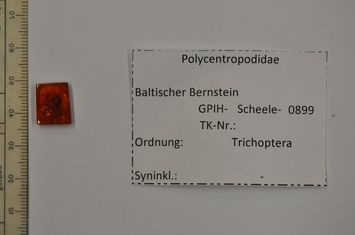 Polycentropodidae
Baltischer Bernstein
GPIH- Scheele- 0899
TK-Nr.:
Ordnung: Trichoptera
Syninkl.: -